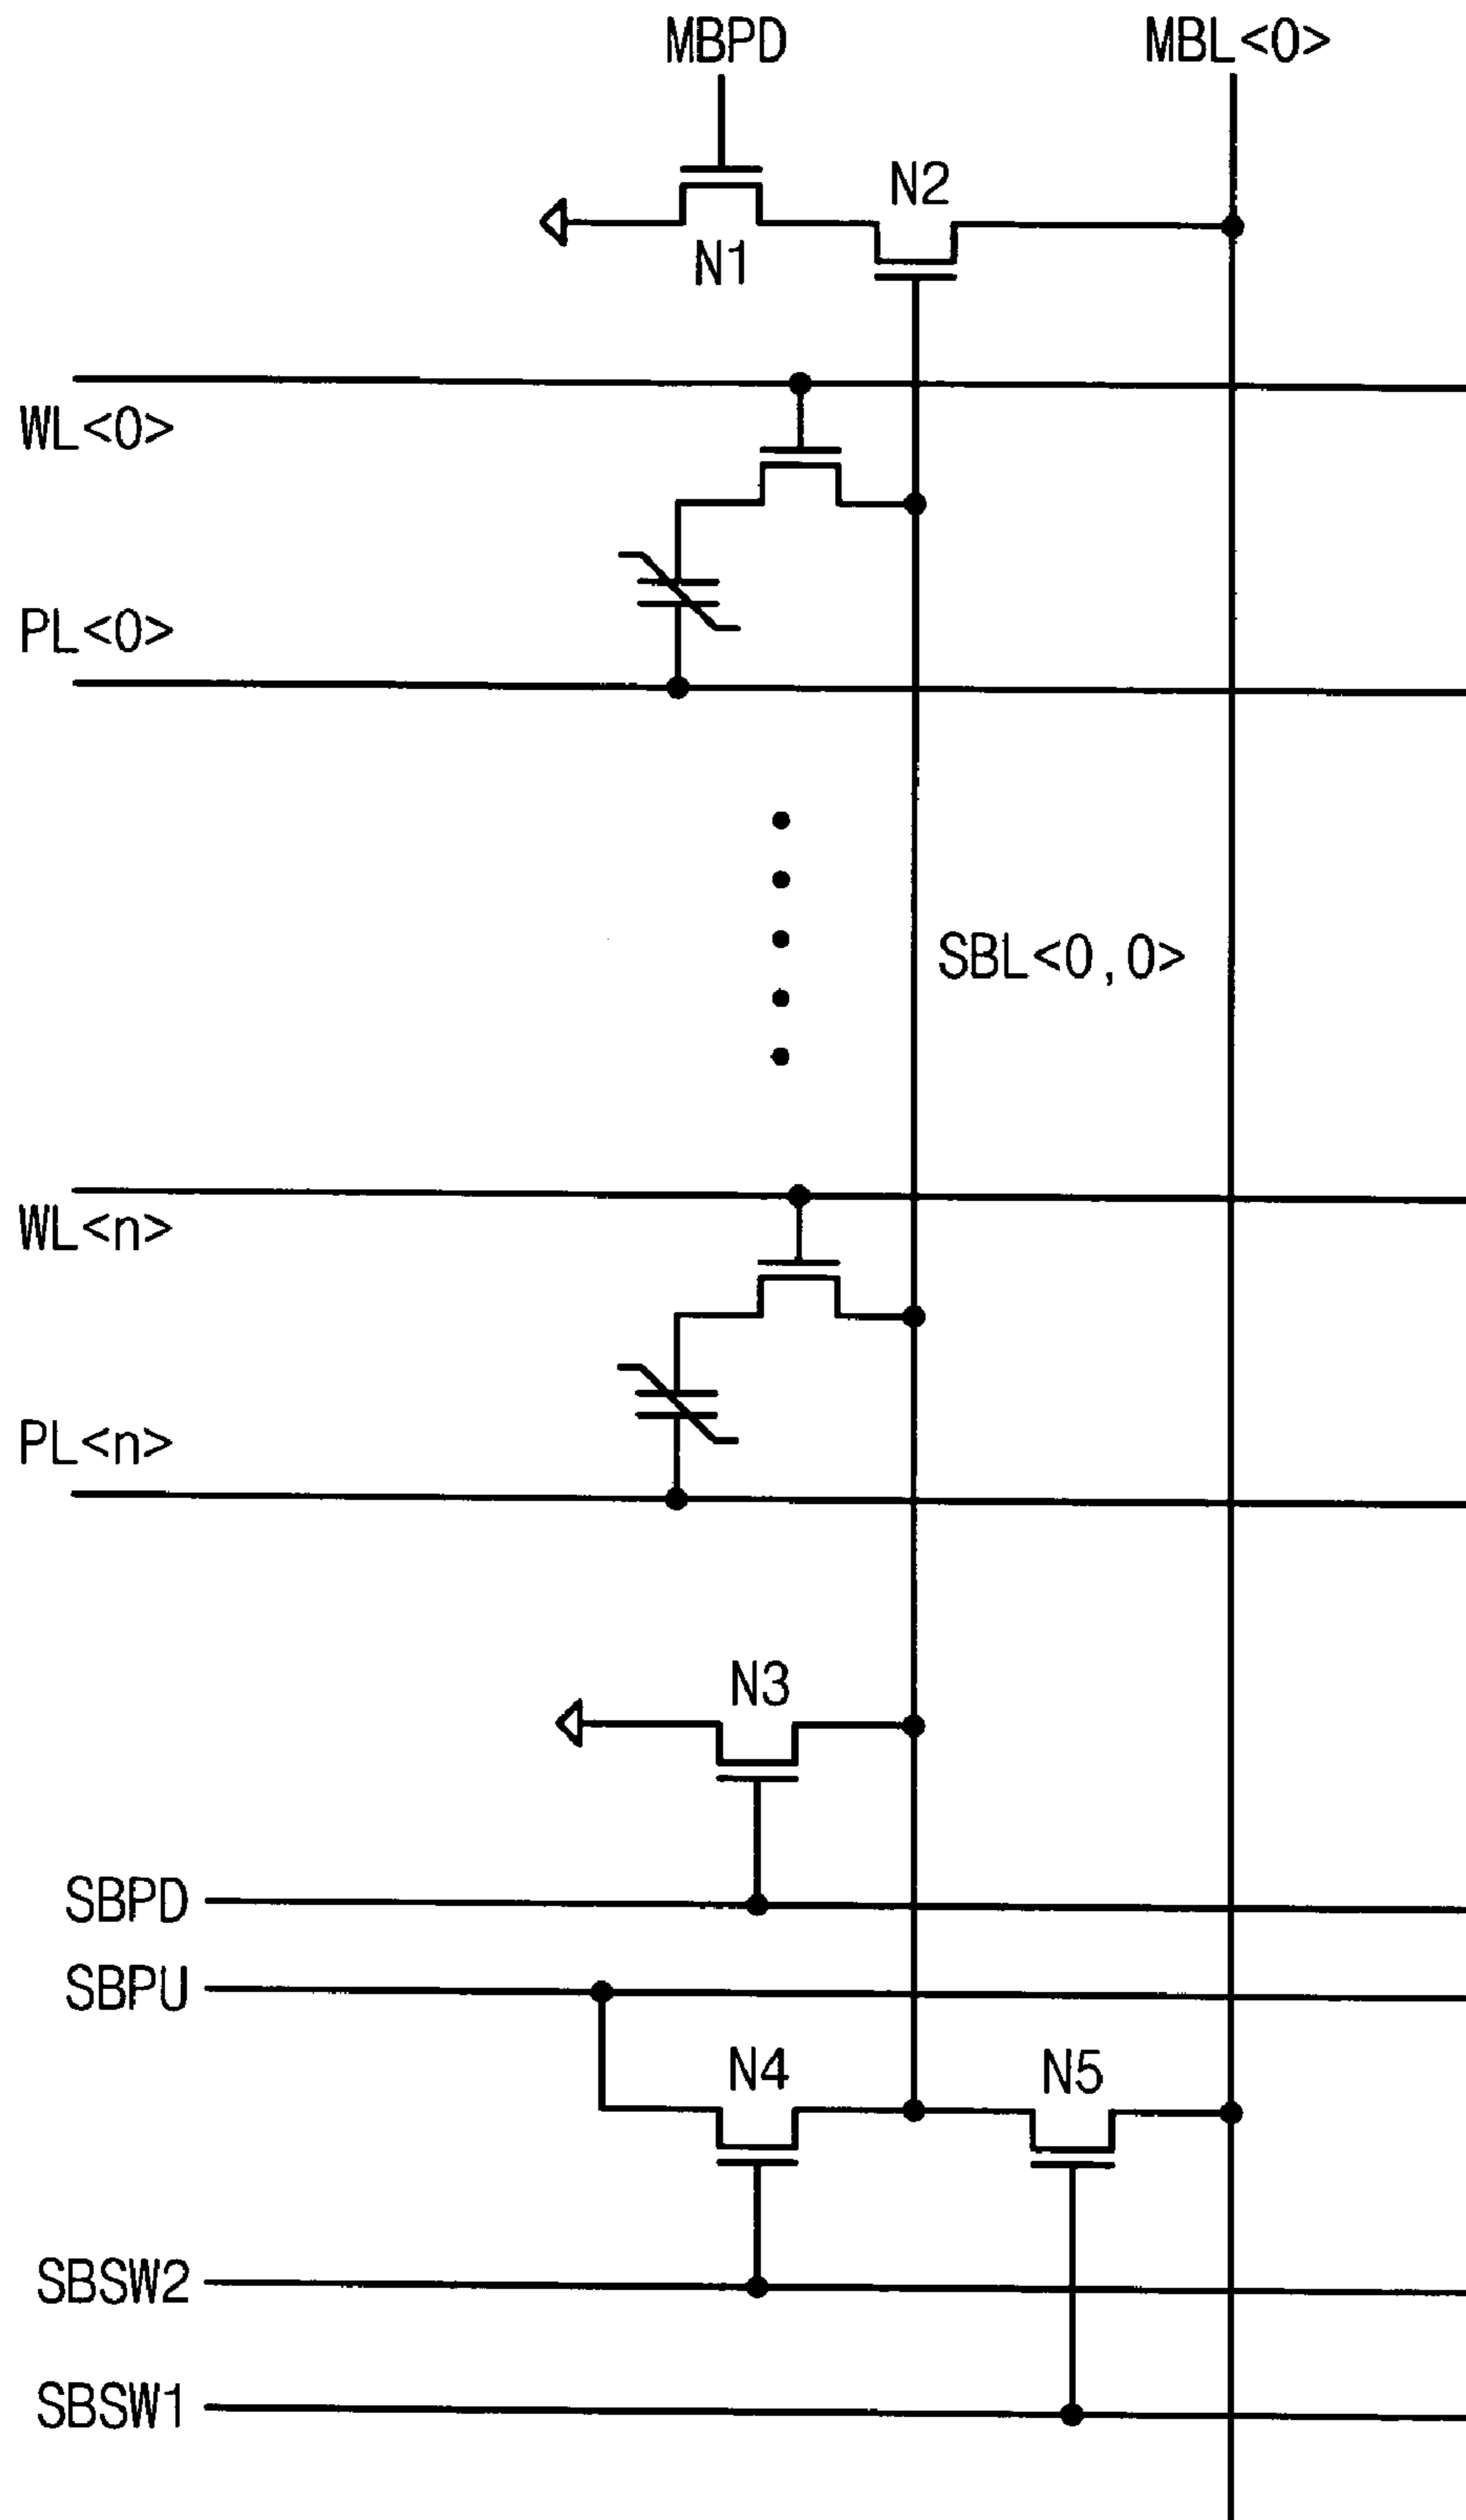 MBPD
MBL<0>
N2
N1
WL<0>
PL<0>
SBL<0,0>
WL<n>
PL<n>
N3
SBPD
SBPU
N4
N5
SBSW2
SBSW1